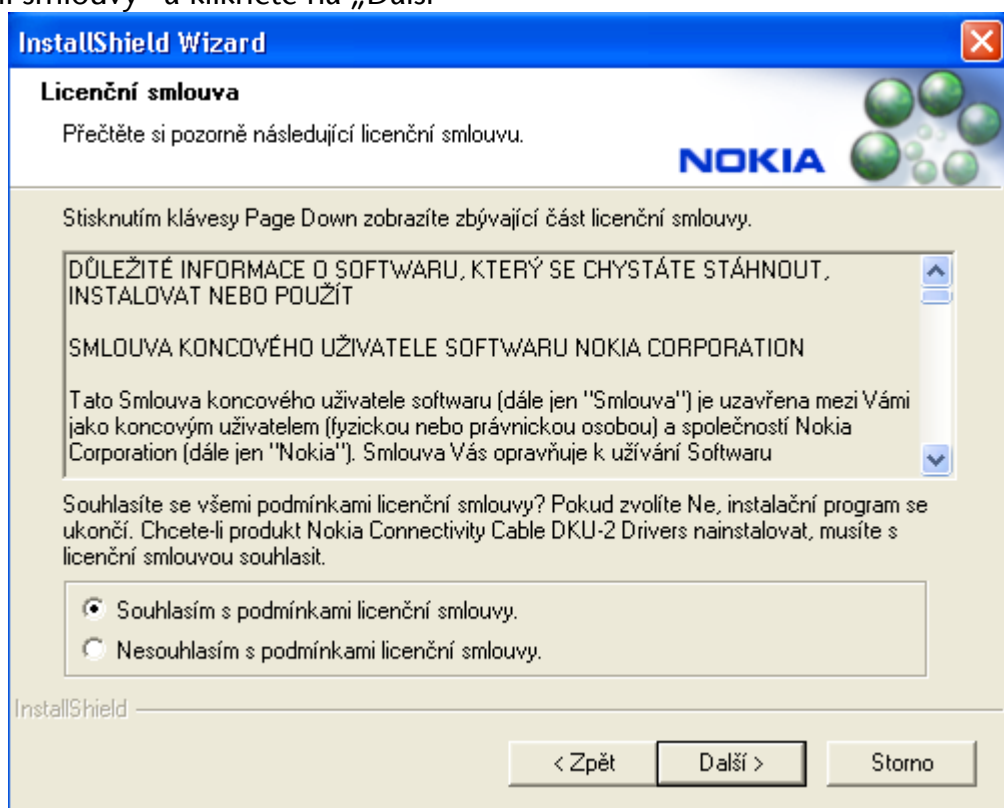 smlouvy“ a klikněte na „Další“
InstallShield Wizard
Licenční smlouva
Přečtěte si pozorně následující licenční smlouvu.
NOKIA
Stisknutím klávesy Page Down zobrazíte zbývající část licenční smlouvy.
DŮLEŽITÉ INFORMACE O SOFTWARU, KTERÝ SE CHYSTÁTE STÁHNOUT,
INSTALOVAT NEBO POUŽÍT
SMLOUVA KONCOVÉHO UŽIVATELE SOFTWARU NOKIA CORPORATION
Tato Smlouva koncového uživatele softwaru (dále jen "Smlouva") je uzavřena mezi Vámi
jako koncovým uživatelem (fyzickou nebo právnickou osobou) a společností Nokia
Corporation (dále jen "Nokia"). Smlouva Vás opravňuje k užívání Softwaru
Souhlasíte se všemi podmínkami licenční smlouvy? Pokud zvolíte Ne, instalační program se
ukončí. Chcete-li produkt Nokia Connectivity Cable DKU-2 Drivers nainstalovat, musíte s
licenční smlouvou souhlasit.
Souhlasím s podmínkami licenční smlouvy.
Nesouhlasím s podmínkami licenční smlouvy.
InstallShield
< Zpět Další > Storno